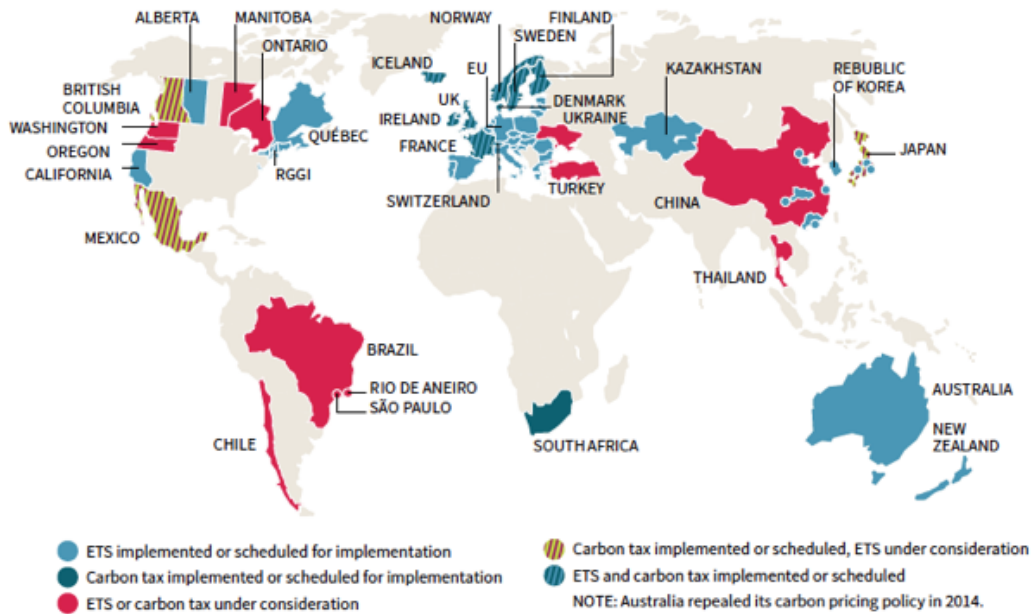 ALBERTA
MANITOBA
ONTARIO
BRITISH
COLUMBIA
WASHINGTON
OREGON
CALIFORNIA
QUÉBEC
RGGI
MEXICO
NORWAY
FINLAND
SWEDEN
ICELAND
EU
UK
IRELAND
DENMARK
UKRAINE
FRANCE
SWITZERLAND
TURKEY
KAZAKHSTAN
REBUBLIC
OF KOREA
JAPAN
CHINA
THAILAND
BRAZIL
RIO DE ANEIRO
SÃO PAULO
CHILE
SOUTH AFRICA
AUSTRALIA
NEW
ZEALAND
ETS implemented or scheduled for implementation
Carbon tax implemented or scheduled for implementation
ETS or carbon tax under consideration
Carbon tax implemented or scheduled, ETS under consideration
ETS and carbon tax implemented or scheduled
NOTE: Australia repealed its carbon pricing policy in 2014.